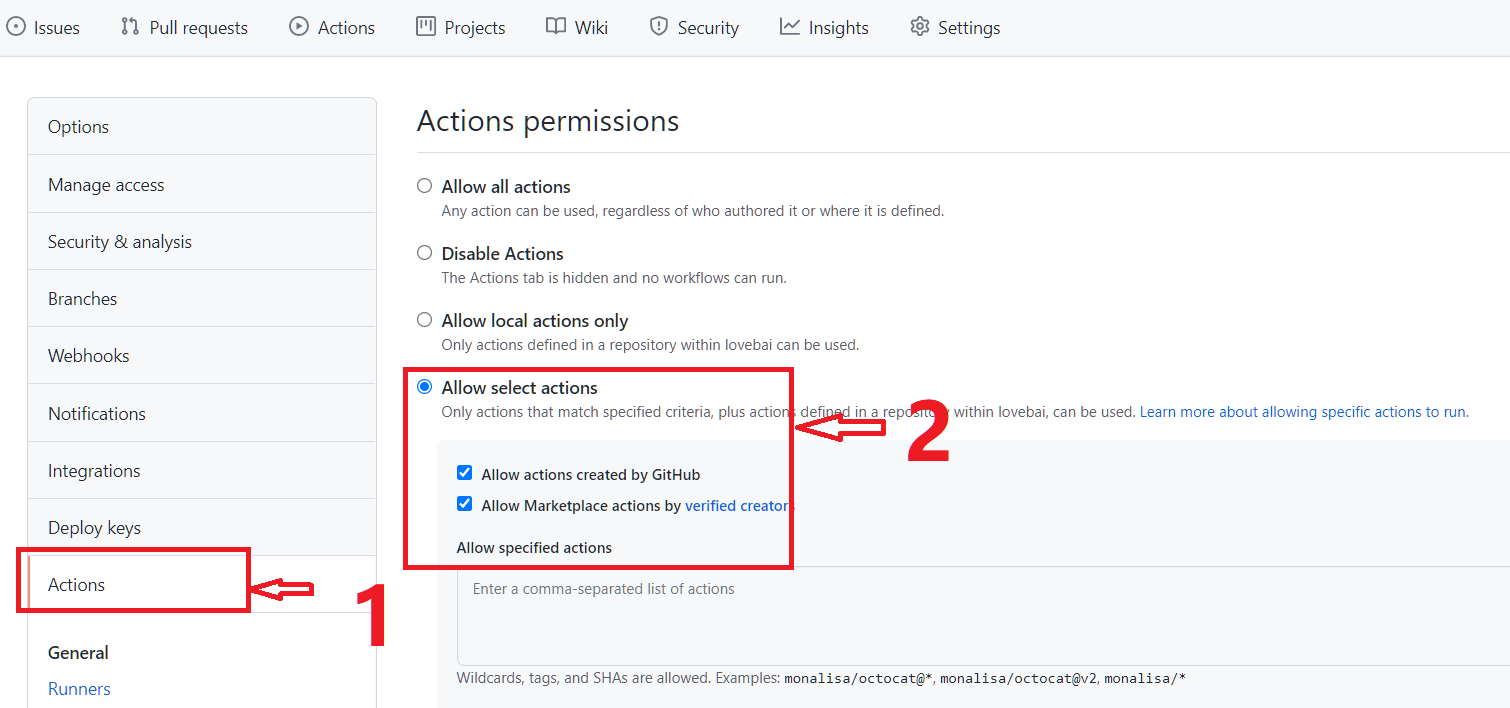 Issues Pull requests Actions Projects Wiki Security Insights Settings
Options
Manage access
Security & analysis
Branches
Webhooks
Notifications
Integrations
Deploy keys
Actions
1
General
Runners
Actions permissions
Allow all actions
Any action can be used, regardless of who authored it or where it is defined.
Disable Actions
The Actions tab is hidden and no workflows can run.
Allow local actions only
Only actions defined in a repository within lovebai can be used.
Allow select actions
Only actions that match specified criteria, plus actions defined in a repository within lovebai, can be used. Learn more about allowing specific actions to run.
2
Allow actions created by GitHub
Allow Marketplace actions by verified creators
Allow specified actions
Enter a comma-separated list of actions
Wildcards, tags, and SHAs are allowed. Examples: monalisa/octocat@*, monalisa/octocat@v2, monalisa/*